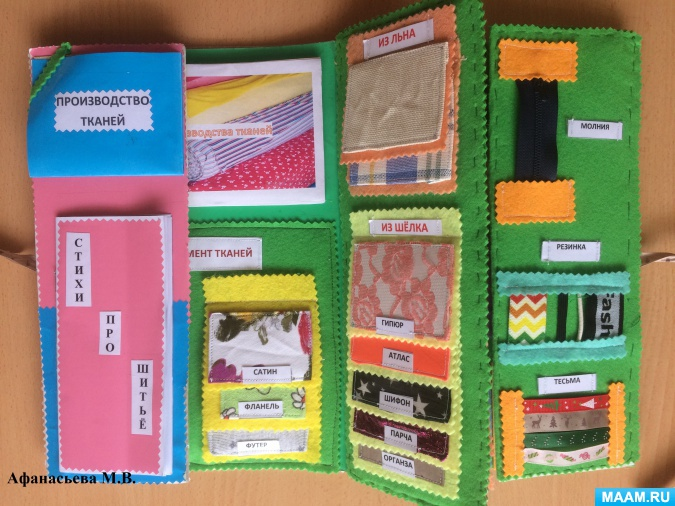 ПРОИЗВОДСТВО
ТКАНЕЙ
СТИХИ
ПРО
ШИТЬЁ
зводства тканей
МЕНТ ТКАНЕЙ
САТИН
ФЛАНЕЛЬ
ФУТЕР
ИЗ ЛЬНА
ИЗ ШЁЛКА
ГИПЮР
АТЛАС
ШИФОН
ПАРЧА
ОРГАНЗА
МОЛНИЯ
РЕЗИНКА
ash
ТЕСЬМА
Афанасьева М.В.
MAAM.RU